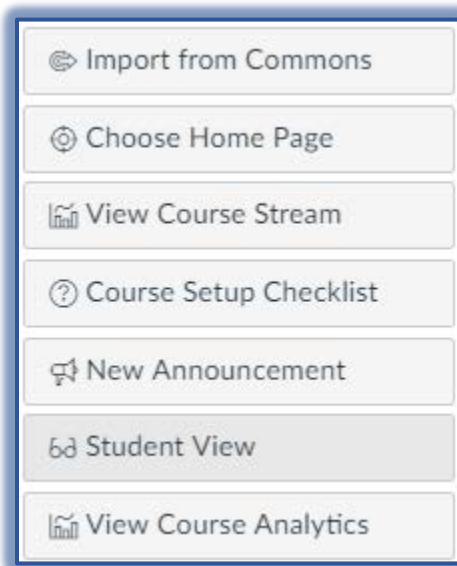 Import from Commons
Choose Home Page
View Course Stream
Course Setup Checklist
New Announcement
Student View
View Course Analytics